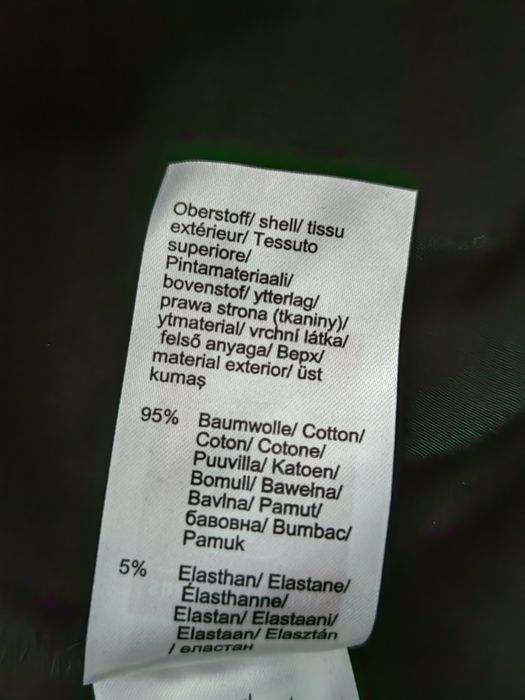 Oberstoff/ shell/ tissu
extérieur/ Tessuto
superiore/
Pintamateriaali/
bovenstof/ ytterlag/
prawa strona (tkaniny)/
ytmaterial/ vrchní látka/
felső anyaga/ Верх/
material exterior/ üst
kumaş
95% Baumwolle/ Cotton/
Coton/ Cotone/
Puuvilla/ Katoen/
Bomull/ Bawełna/
Bavlna/ Pamut/
бавовна/ Bumbac/
Pamuk
5% Elasthan/ Elastane/
Élasthanne/
Elastan/ Elastaani/
Elastaan/ Elasztán
/ еластан